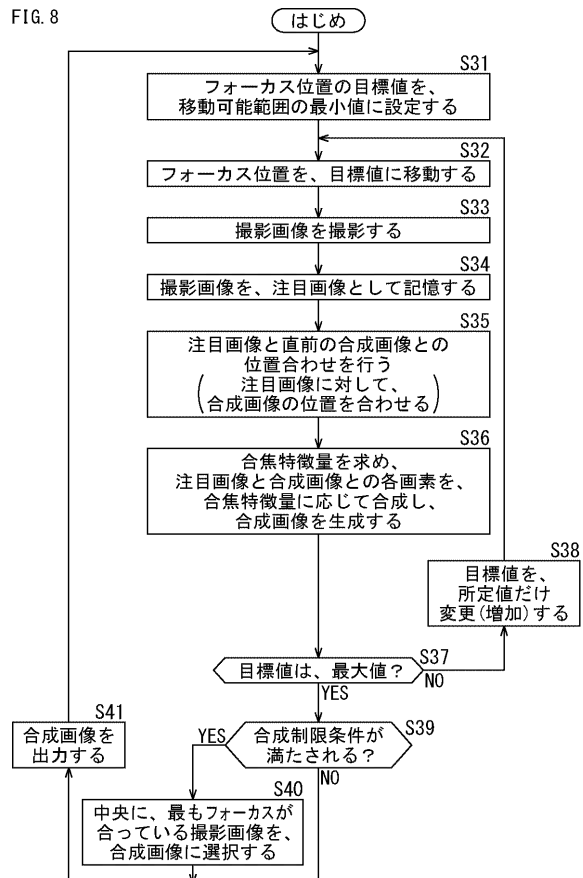 FIG. 8
はじめ
S31
フォーカス位置の目標値を、
移動可能範囲の最小値に設定する
S32
フォーカス位置を、目標値に移動する
S33
撮影画像を撮影する
S34
撮影画像を、注目画像として記憶する
S35
注目画像と直前の合成画像との
位置合わせを行う
(注目画像に対して、
合成画像の位置を合わせる)
S36
合焦特徴量を求め、
注目画像と合成画像との各画素を、
合焦特徴量に応じて合成し、
合成画像を生成する
S38
目標値を、
所定値だけ
変更(増加)する
S37
目標値は、最大値?
NO
YES
S39
合成制限条件が
満たされる?
YES
NO
S41
合成画像を
出力する
S40
中央に、最もフォーカスが
合っている撮影画像を、
合成画像に選択する